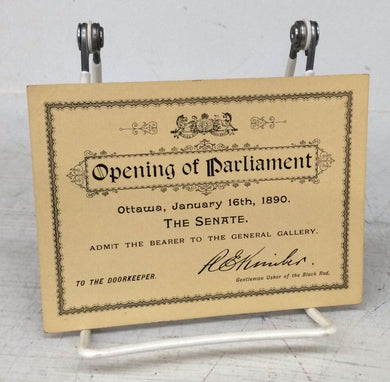 Opening of Parliament
Ottawa, January 16th, 1890.
THE SENATE.
ADMIT THE BEARER TO THE GENERAL GALLERY.
R E Kimber.
TO THE DOORKEEPER.
Gentleman Usher of the Black Rod.